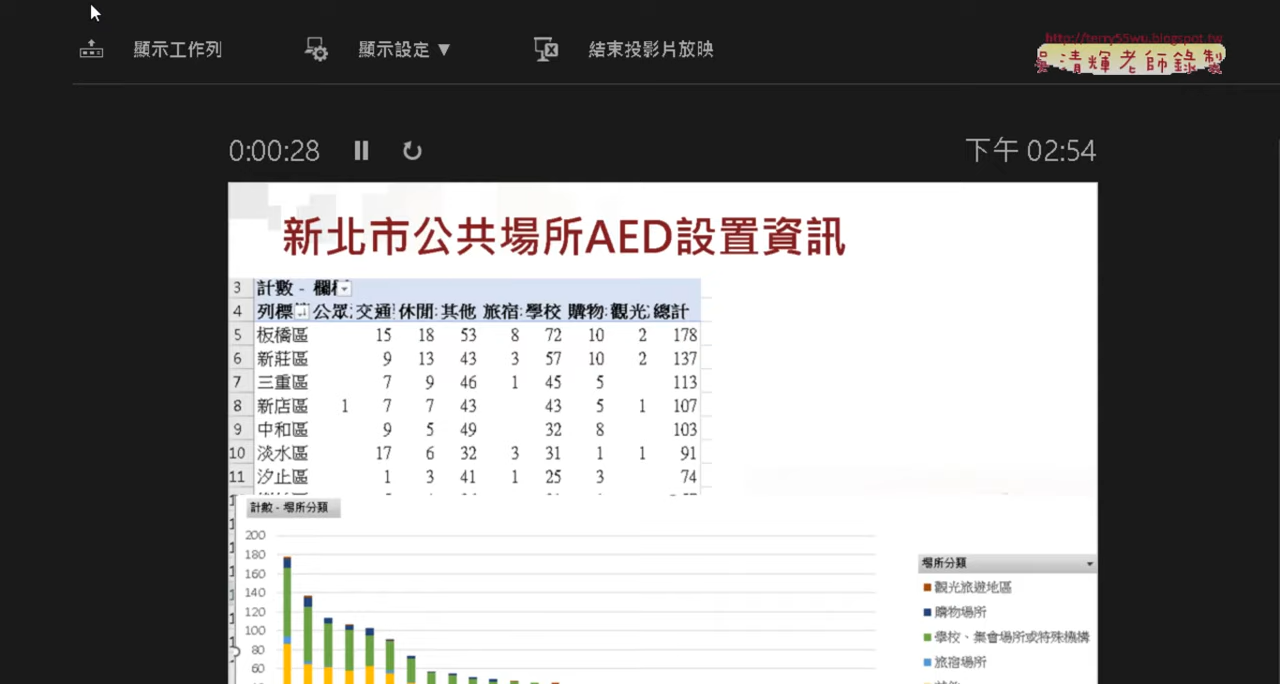 http://terry55wu.blogspot.tw
吳清輝老師錄製
顯示工作列 顯示設定 ▼ 結束投影片放映
0:00:28 下午 02:54
新北市公共場所AED設置資訊
3 計數 - 欄
4 列標 公眾 交通 休閒 其他 旅宿 學校 購物 觀光 總計
5 板橋區 15 18 53 8 72 10 2 178
6 新莊區 9 13 43 3 57 10 2 137
7 三重區 7 9 46 1 45 5 113
8 新店區 1 7 7 43 43 5 1 107
9 中和區 9 5 49 32 8 103
10 淡水區 17 6 32 3 31 1 1 91
11 汐止區 1 3 41 1 25 3 74
計數 - 場所分類
200
180
160
140
120
100
80
60
場所分類
觀光旅遊地區
購物場所
學校、集會場所或特殊機構
旅宿場所